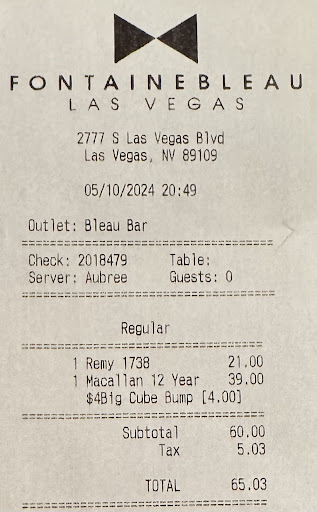 FONTAINEBLEAU
LAS VEGAS
2777 S Las Vegas Blvd
Las Vegas, NV 89109
05/10/2024 20:49
Outlet: Bleau Bar
Check: 2018479 Table:
Server: Aubree Guests: 0
Regular
1 Remy 1738 21.00
1 Macallan 12 Year 39.00
$4Big Cube Bump [4.00]
Subtotal 60.00
Tax 5.03
TOTAL 65.03